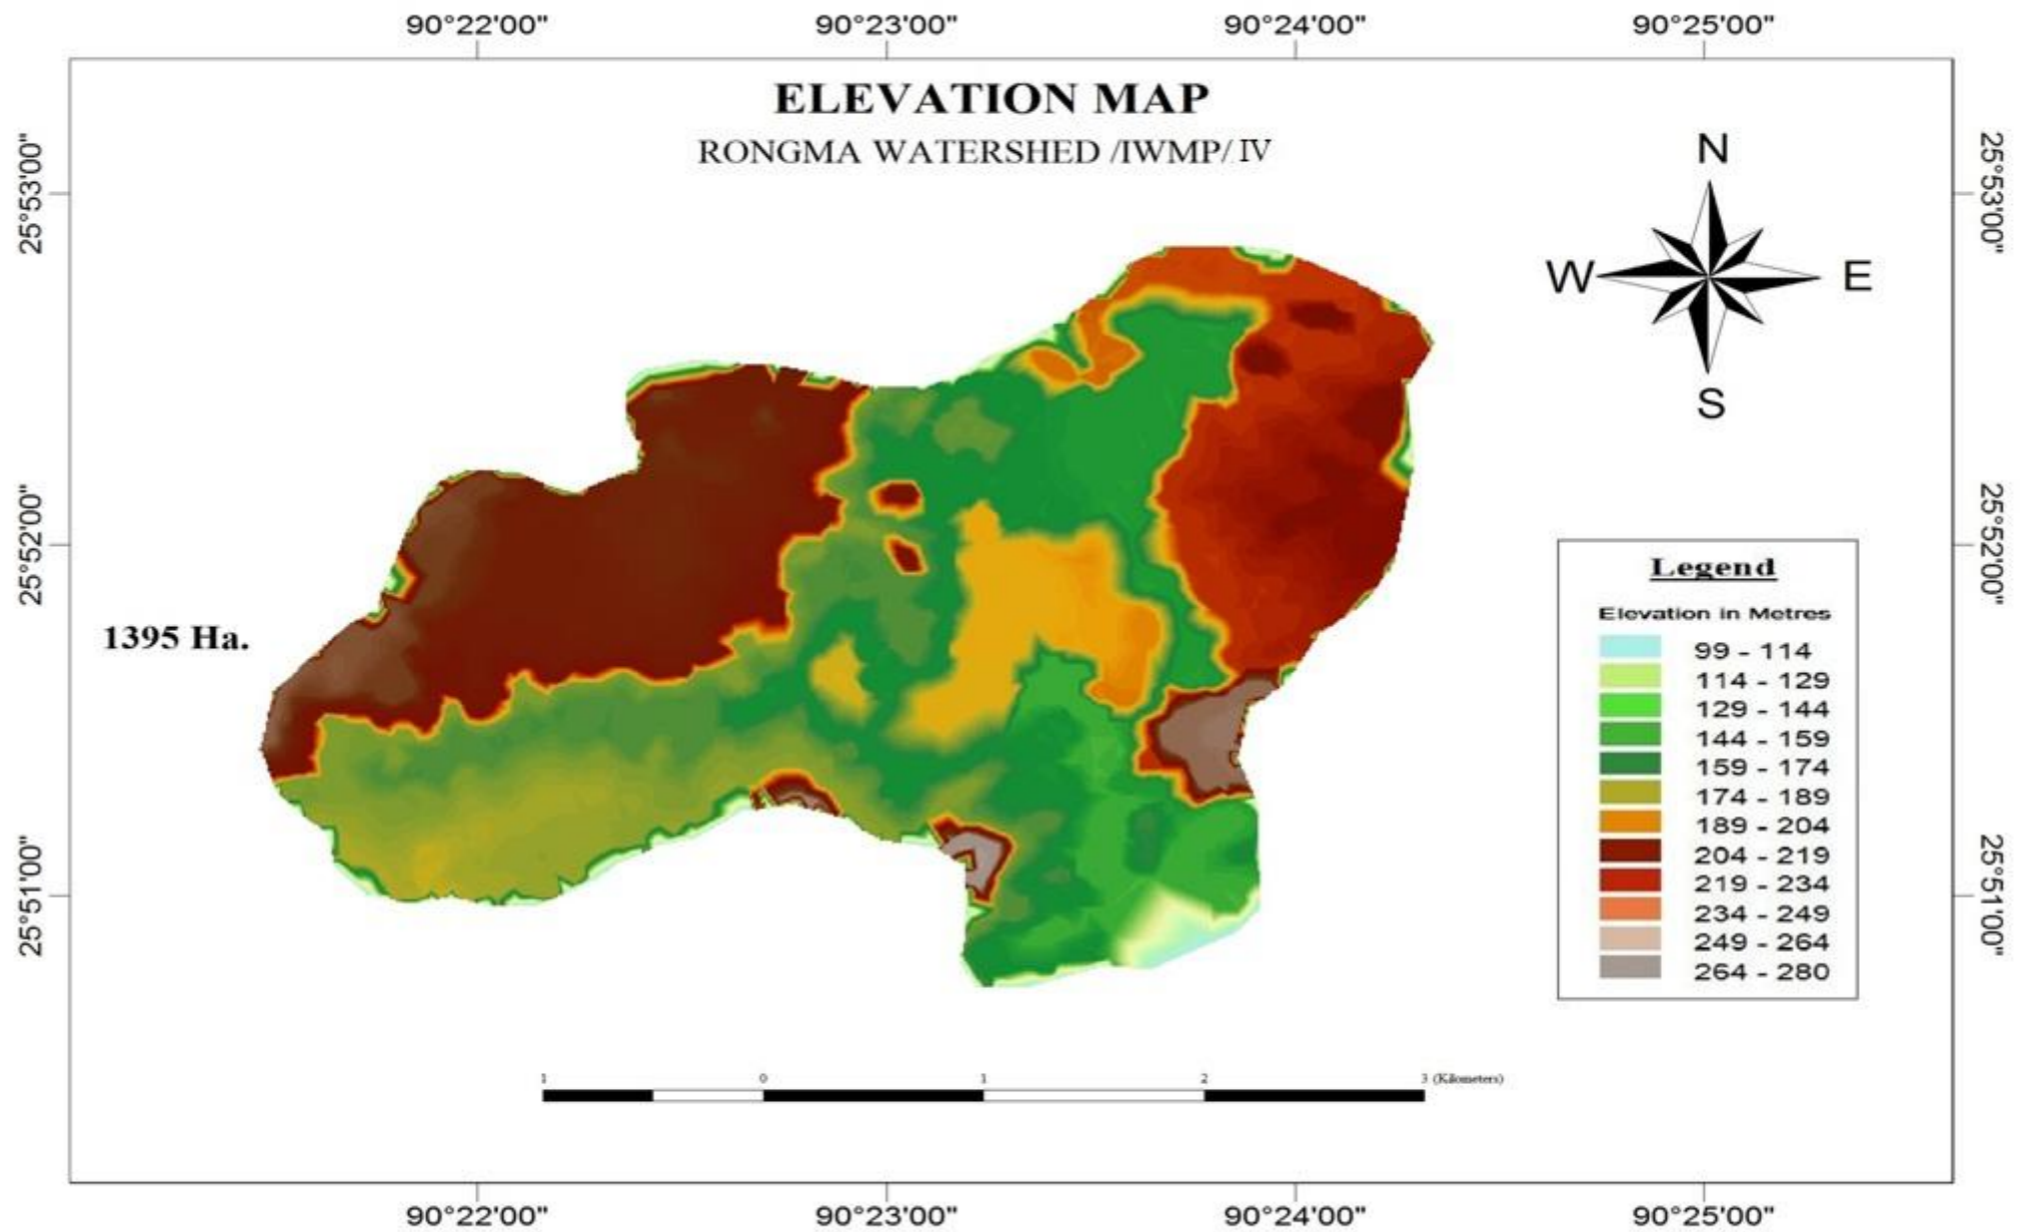 90°22'00" 90°23'00" 90°24'00" 90°25'00"
ELEVATION MAP
RONGMA WATERSHED /IWMP/ IV
25°53'00"
25°53'00"
N
W
E
S
25°52'00"
25°52'00"
1395 Ha.
Legend
Elevation in Metres
99 - 114
114 - 129
129 - 144
144 - 159
159 - 174
174 - 189
189 - 204
204 - 219
219 - 234
234 - 249
249 - 264
264 - 280
25°51'00"
25°51'00"
1 0 1 2 3 (Kilometers)
90°22'00" 90°23'00" 90°24'00" 90°25'00"